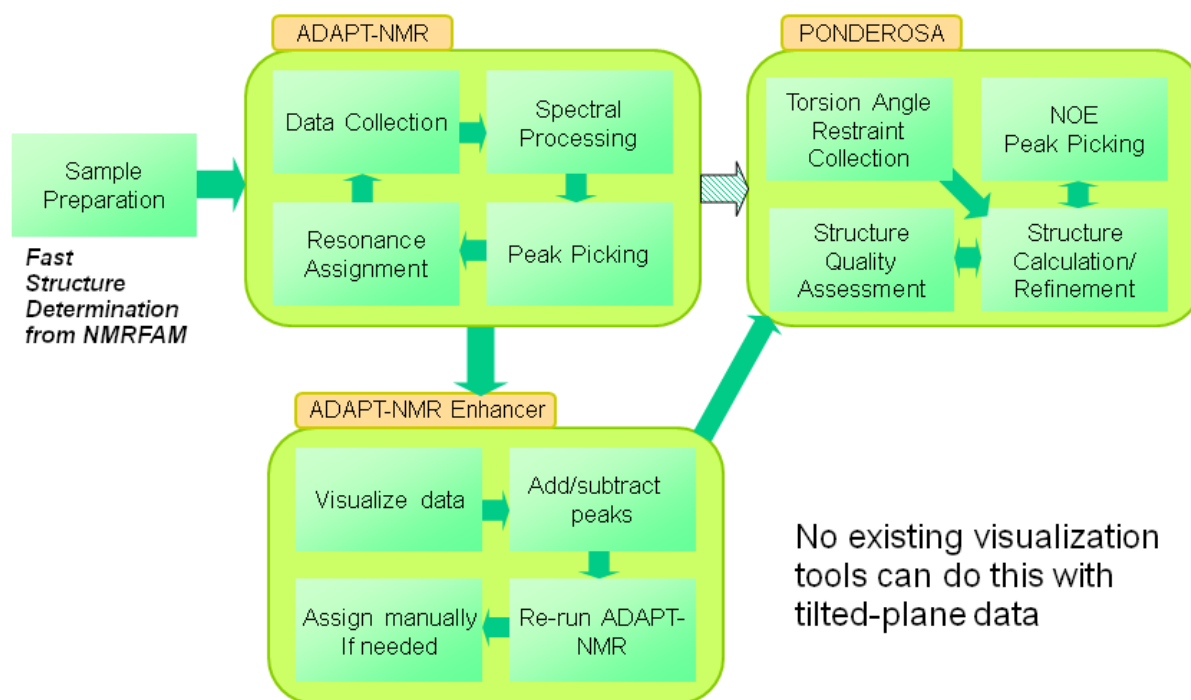 ADAPT-NMR
PONDEROSA
Data Collection
Spectral
Processing
Torsion Angle
Restraint
Collection
NOE
Peak Picking
Sample
Preparation
Resonance
Assignment
Peak Picking
Structure
Quality
Assessment
Structure
Calculation/
Refinement
Fast
Structure
Determination
from NMRFAM
ADAPT-NMR Enhancer
Visualize data
Add/subtract
peaks
Assign manually
If needed
Re-run ADAPT-
NMR
No existing visualization
tools can do this with
tilted-plane data